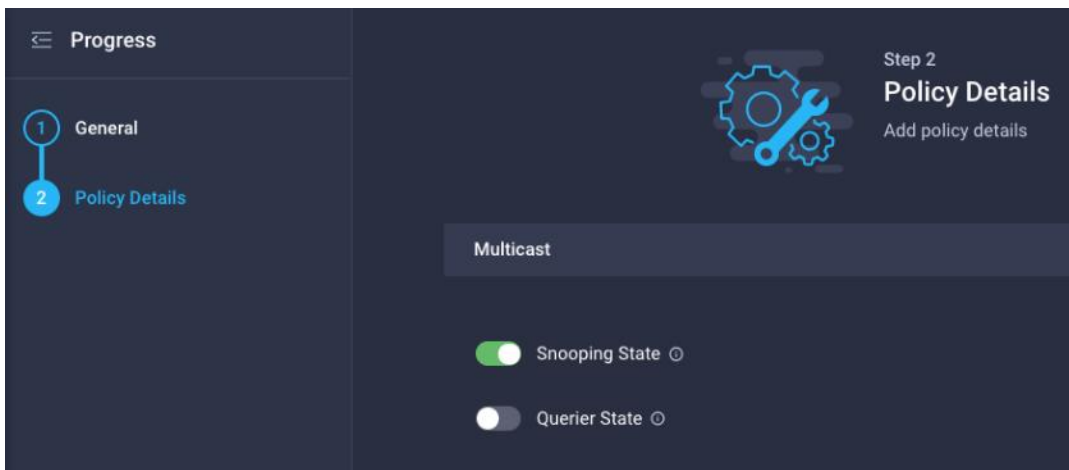 Progress
1 General
2 Policy Details
Step 2
Policy Details
Add policy details
Multicast
Snooping State
Querier State